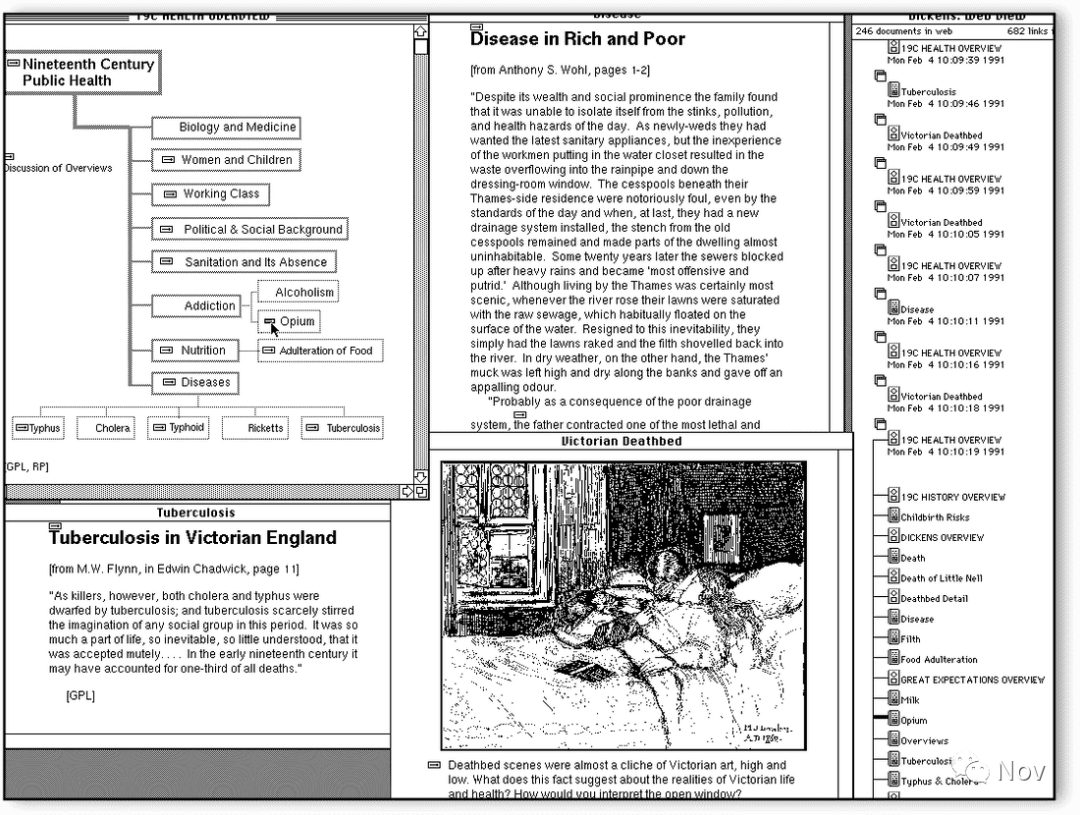 19C HEALTH OVERVIEW
Nineteenth Century
Public Health
Biology and Medicine
Women and Children
Discussion of Overviews
Working Class
Political & Social Background
Sanitation and Its Absence
Alcoholism
Addiction
Opium
Nutrition
Adulteration of Food
Diseases
Typhus
Cholera
Typhoid
Ricketts
Tuberculosis
[GPL, RP]
Disease
Disease in Rich and Poor
[from Anthony S. Wohl, pages 1-2]
"Despite its wealth and social prominence the family found
that it was unable to isolate itself from the stinks, pollution,
and health hazards of the day. As newly-weds they had
wanted the latest sanitary appliances, but the inexperience
of the workmen putting in the water closet resulted in the
waste overflowing into the rainpipe and down the
dressing-room window. The cesspools beneath their
Thames-side residence were notoriously foul, even by the
standards of the day and when, at last, they had a new
drainage system installed, the stench from the old
cesspools remained and made parts of the dwelling almost
uninhabitable. Some twenty years later the sewers blocked
up after heavy rains and became 'most offensive and
putrid.' Although living by the Thames was certainly most
scenic, whenever the river rose their lawns were saturated
with the raw sewage, which habitually floated on the
surface of the water. Resigned to this inevitability, they
simply had the lawns raked and the filth shovelled back into
the river. In dry weather, on the other hand, the Thames'
muck was left high and dry along the banks and gave off an
appalling odour.
"Probably as a consequence of the poor drainage
system, the father contracted one of the most lethal and
Tuberculosis
Tuberculosis in Victorian England
[from M.W. Flynn, in Edwin Chadwick, page 11]
"As killers, however, both cholera and typhus were
dwarfed by tuberculosis; and tuberculosis scarcely stirred
the imagination of any social group in this period. It was so
much a part of life, so inevitable, so little understood, that it
was accepted mutely.... In the early nineteenth century it
may have accounted for one-third of all deaths."
[GPL]
Victorian Deathbed
Deathbed scenes were almost a cliche of Victorian art, high and
low. What does this fact suggest about the realities of Victorian life
and health? How would you interpret the open window?
Dickens: Web View
246 documents in web 682 links
19C HEALTH OVERVIEW
Mon Feb 4 10:09:39 1991
Tuberculosis
Mon Feb 4 10:09:46 1991
Victorian Deathbed
Mon Feb 4 10:09:49 1991
19C HEALTH OVERVIEW
Mon Feb 4 10:09:59 1991
Victorian Deathbed
Mon Feb 4 10:10:05 1991
19C HEALTH OVERVIEW
Mon Feb 4 10:10:07 1991
Disease
Mon Feb 4 10:10:11 1991
19C HEALTH OVERVIEW
Mon Feb 4 10:10:16 1991
Victorian Deathbed
Mon Feb 4 10:10:18 1991
19C HEALTH OVERVIEW
Mon Feb 4 10:10:19 1991
19C HISTORY OVERVIEW
Childbirth Risks
DICKENS OVERVIEW
Death
Death of Little Nell
Deathbed Detail
Disease
Filth
Food Adulteration
GREAT EXPECTATIONS OVERVIEW
Milk
Opium
Overviews
Tuberculosi
Typhus & Cholera
Nov